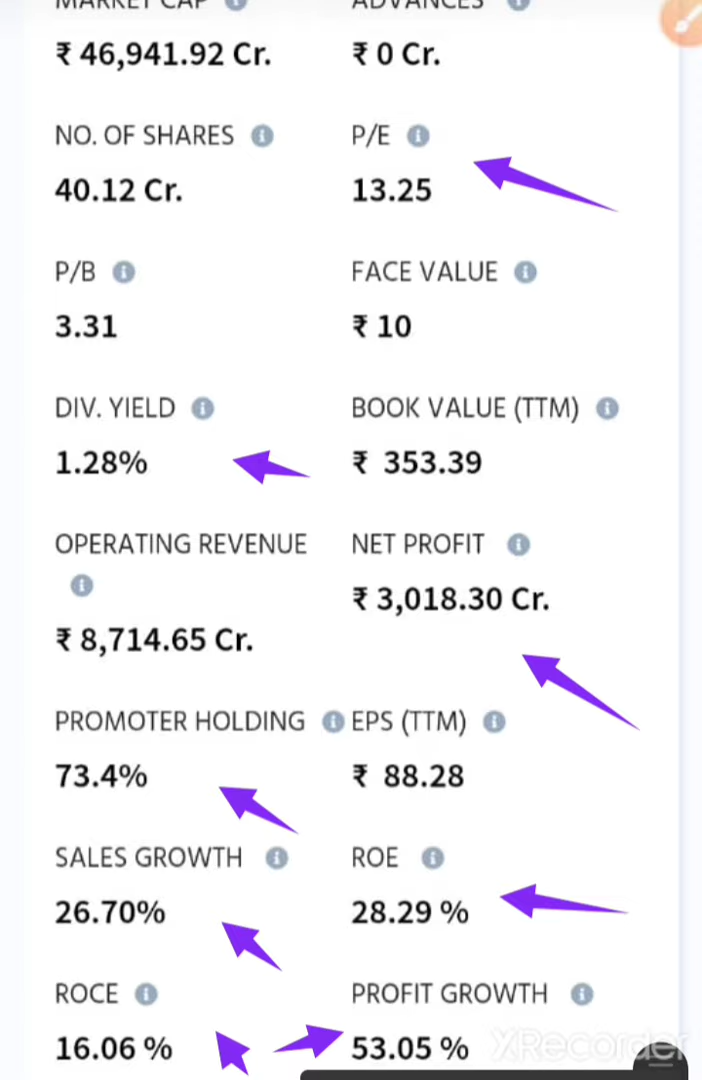 MARKET CAP
ADVANCES
₹ 46,941.92 Cr.
₹ 0 Cr.
NO. OF SHARES
P/E
40.12 Cr.
13.25
P/B
FACE VALUE
3.31
₹ 10
DIV. YIELD
BOOK VALUE (TTM)
1.28%
₹ 353.39
OPERATING REVENUE
NET PROFIT
₹ 3,018.30 Cr.
₹ 8,714.65 Cr.
PROMOTER HOLDING
EPS (TTM)
73.4%
₹ 88.28
SALES GROWTH
ROE
26.70%
28.29 %
ROCE
PROFIT GROWTH
16.06 %
53.05 %
XRecorder